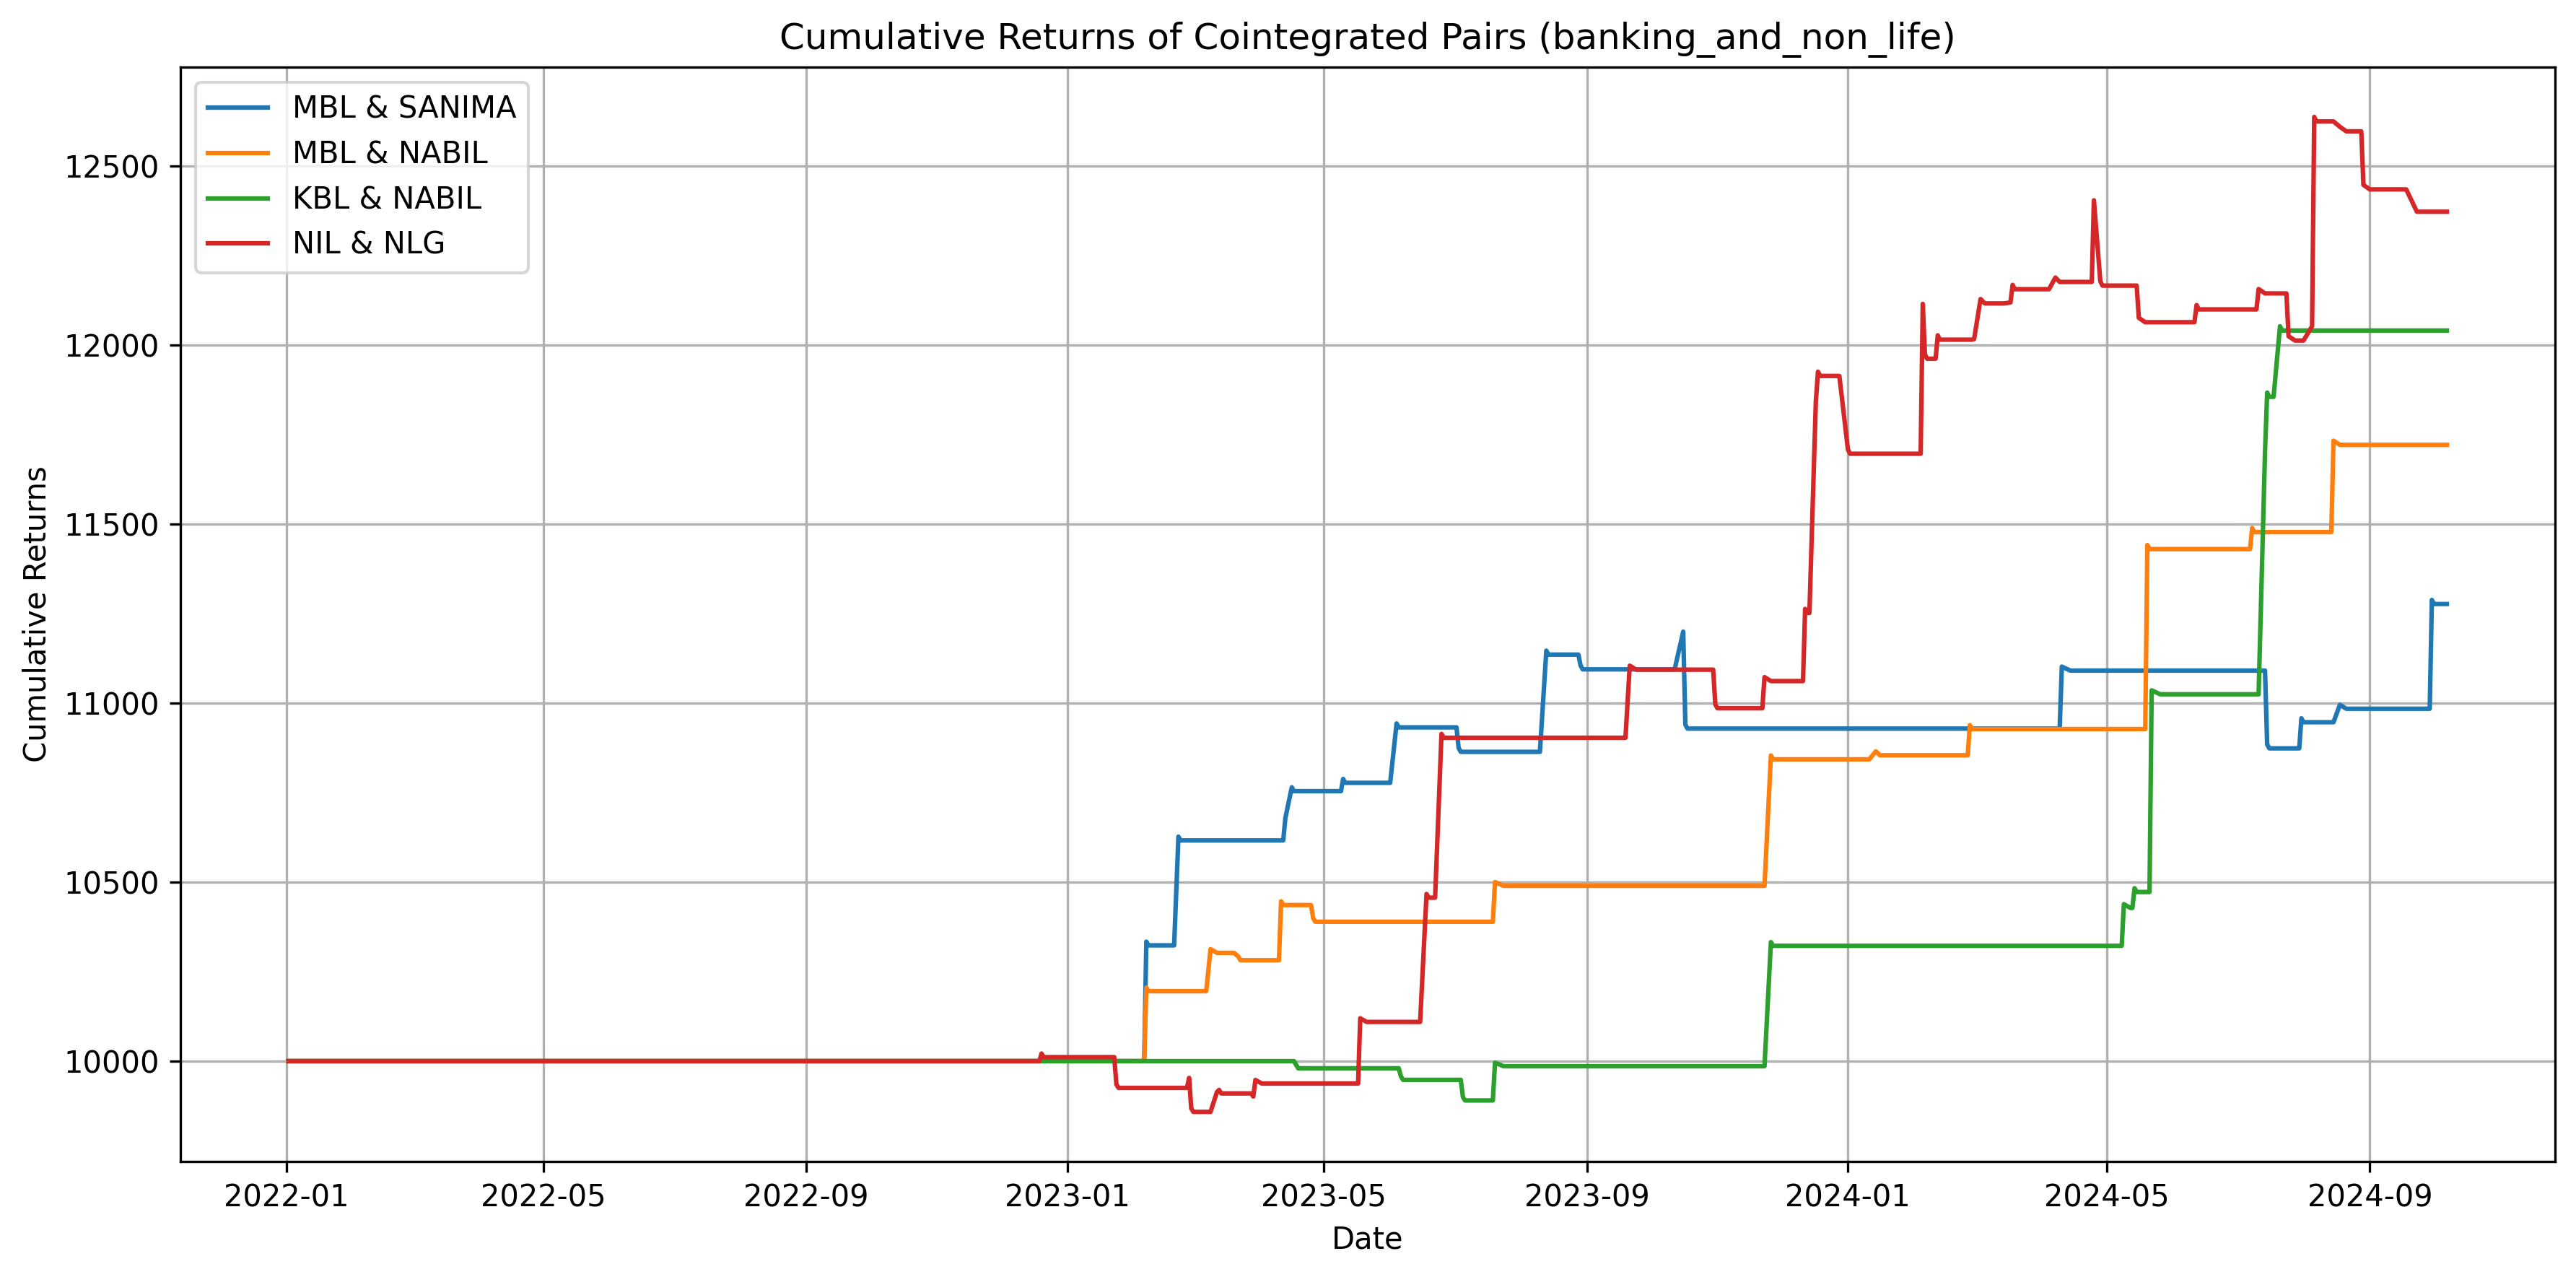 Cumulative Returns of Cointegrated Pairs (banking_and_non_life)
MBL & SANIMA
MBL & NABIL
KBL & NABIL
NIL & NLG
12500
12000
11500
11000
10500
10000
Cumulative Returns
2022-01 2022-05 2022-09 2023-01 2023-05 2023-09 2024-01 2024-05 2024-09
Date